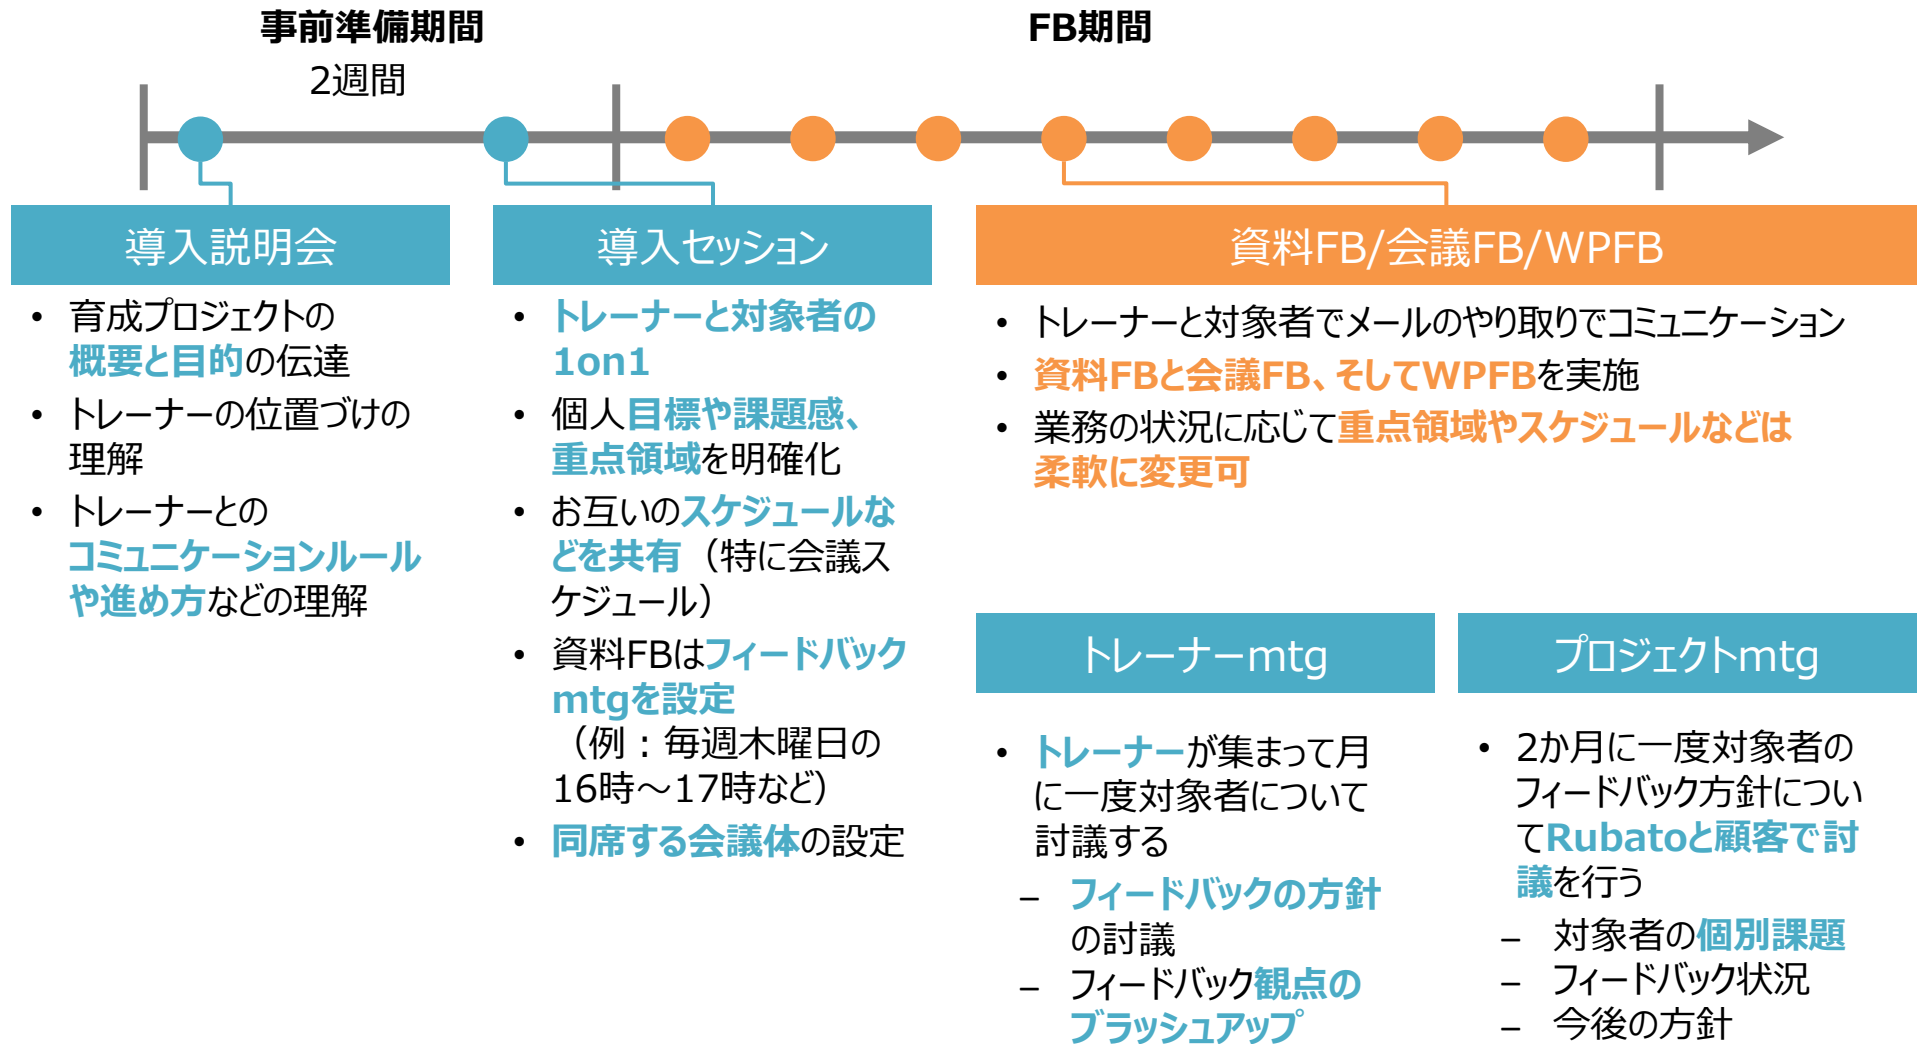 事前準備期間
2週間
FB期間
導入説明会
• 育成プロジェクトの
概要と目的の伝達
• トレーナーの位置づけの
理解
• トレーナーとの
コミュニケーションルール
や進め方などの理解
導入セッション
• トレーナーと対象者の
1on1
• 個人目標や課題感、
重点領域を明確化
• お互いのスケジュールな
どを共有（特に会議ス
ケジュール）
• 資料FBはフィードバック
mtgを設定
（例：毎週木曜日の
16時～17時など）
• 同席する会議体の設定
資料FB/会議FB/WPFB
• トレーナーと対象者でメールのやり取りでコミュニケーション
• 資料FBと会議FB、そしてWPFBを実施
• 業務の状況に応じて重点領域やスケジュールなどは
柔軟に変更可
トレーナーmtg
• トレーナーが集まって月
に一度対象者について
討議する
– フィードバックの方針
の討議
– フィードバック観点の
ブラッシュアップ
プロジェクトmtg
• 2か月に一度対象者の
フィードバック方針につい
てRubatoと顧客で討
議を行う
– 対象者の個別課題
– フィードバック状況
– 今後の方針